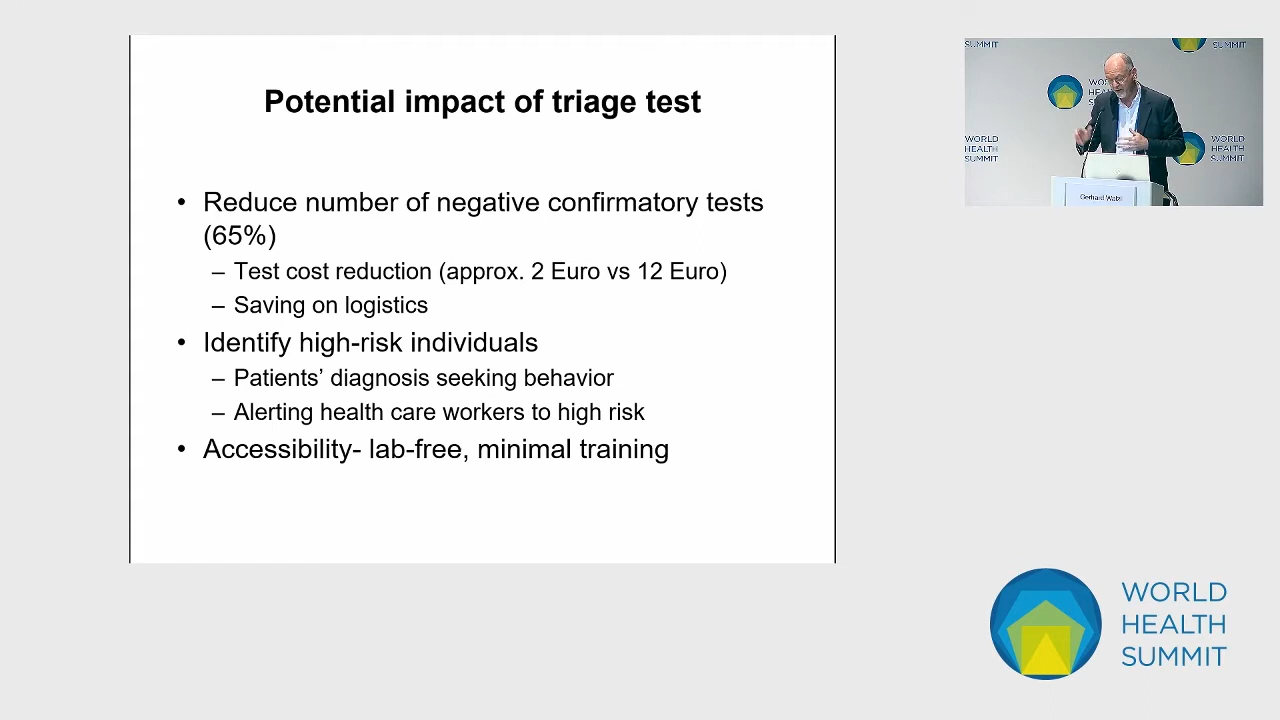 Potential impact of triage test
• Reduce number of negative confirmatory tests
(65%)
– Test cost reduction (approx. 2 Euro vs 12 Euro)
– Saving on logistics
• Identify high-risk individuals
– Patients’ diagnosis seeking behavior
– Alerting health care workers to high risk
• Accessibility- lab-free, minimal training
SUMMIT
SUMMIT
WORLD
HEALTH
SUMMIT
WORLD
HEALTH
SUMMIT
Gerhard Walzl
WORLD
HEALTH
SUMMIT